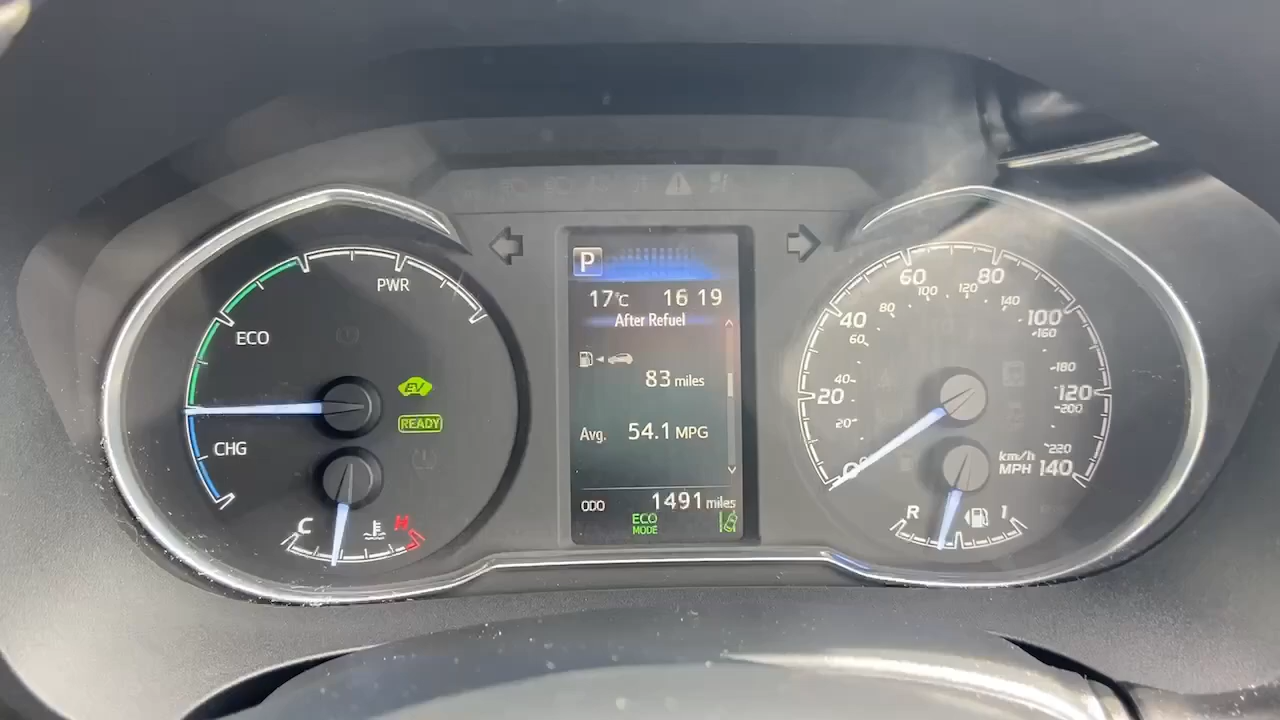 P
17°C 16 19
After Refuel
83 miles
Avg. 54.1 MPG
ODO 1491 miles
ECO
MODE
PWR
ECO
CHG
EV
READY
C H
0 20 40 60 80 100 120 140
20 40 60 80 100 120 140 160 180 200 220
km/h
MPH
R 1